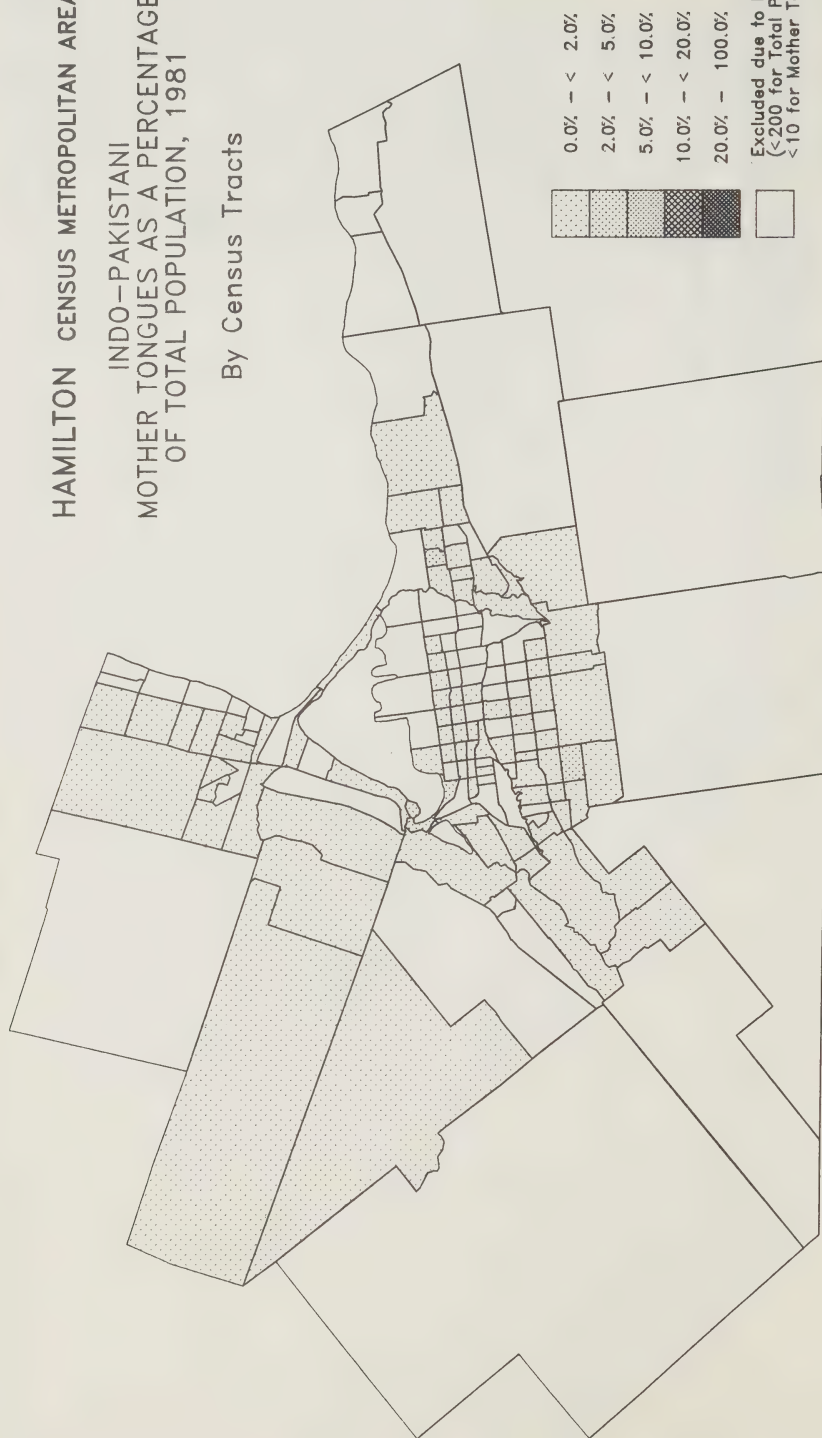 HAMILTON CENSUS METROPOLITAN AREA
INDO-PAKISTANI
MOTHER TONGUES AS A PERCENTAGE
OF TOTAL POPULATION, 1981
By Census Tracts
0.0% - < 2.0%
2.0% - < 5.0%
5.0% - < 10.0%
10.0% - < 20.0%
20.0% - 100.0%
Excluded due to
(<200 for Total P
<10 for Mother T